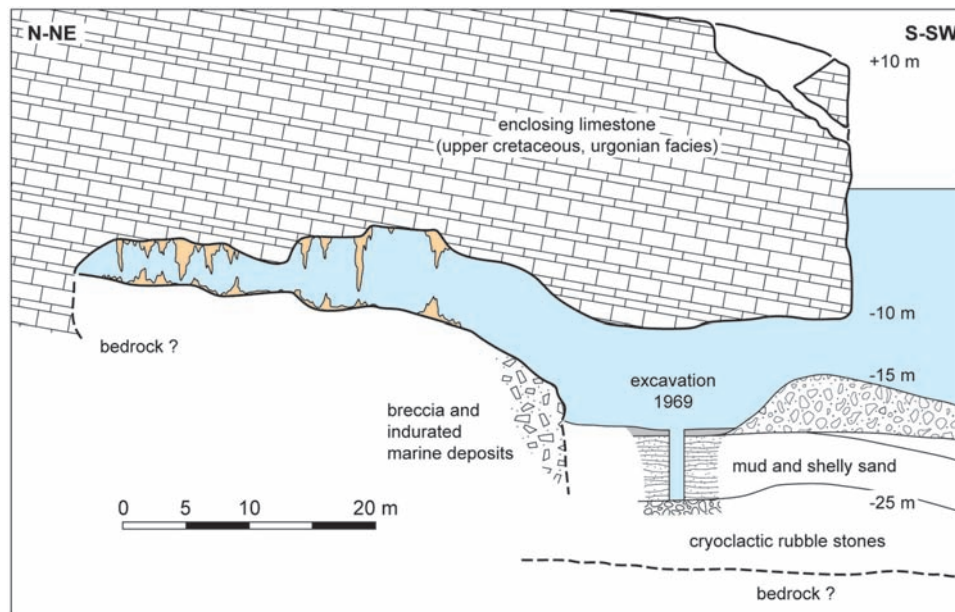 N-NE
S-SW
+10 m
enclosing limestone
(upper cretaceous, urgonian facies)
-10 m
bedrock ?
-15 m
excavation
1969
breccia and
indurated
marine deposits
mud and shelly sand
-25 m
0 5 10 20 m
cryoclactic rubble stones
bedrock ?